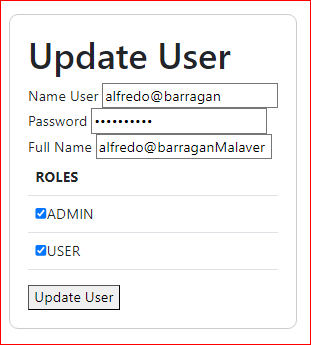 Update User
Name User alfredo@barragan
Password ••••••••••
Full Name alfredo@barraganMalaver
ROLES
ADMIN
USER
Update User